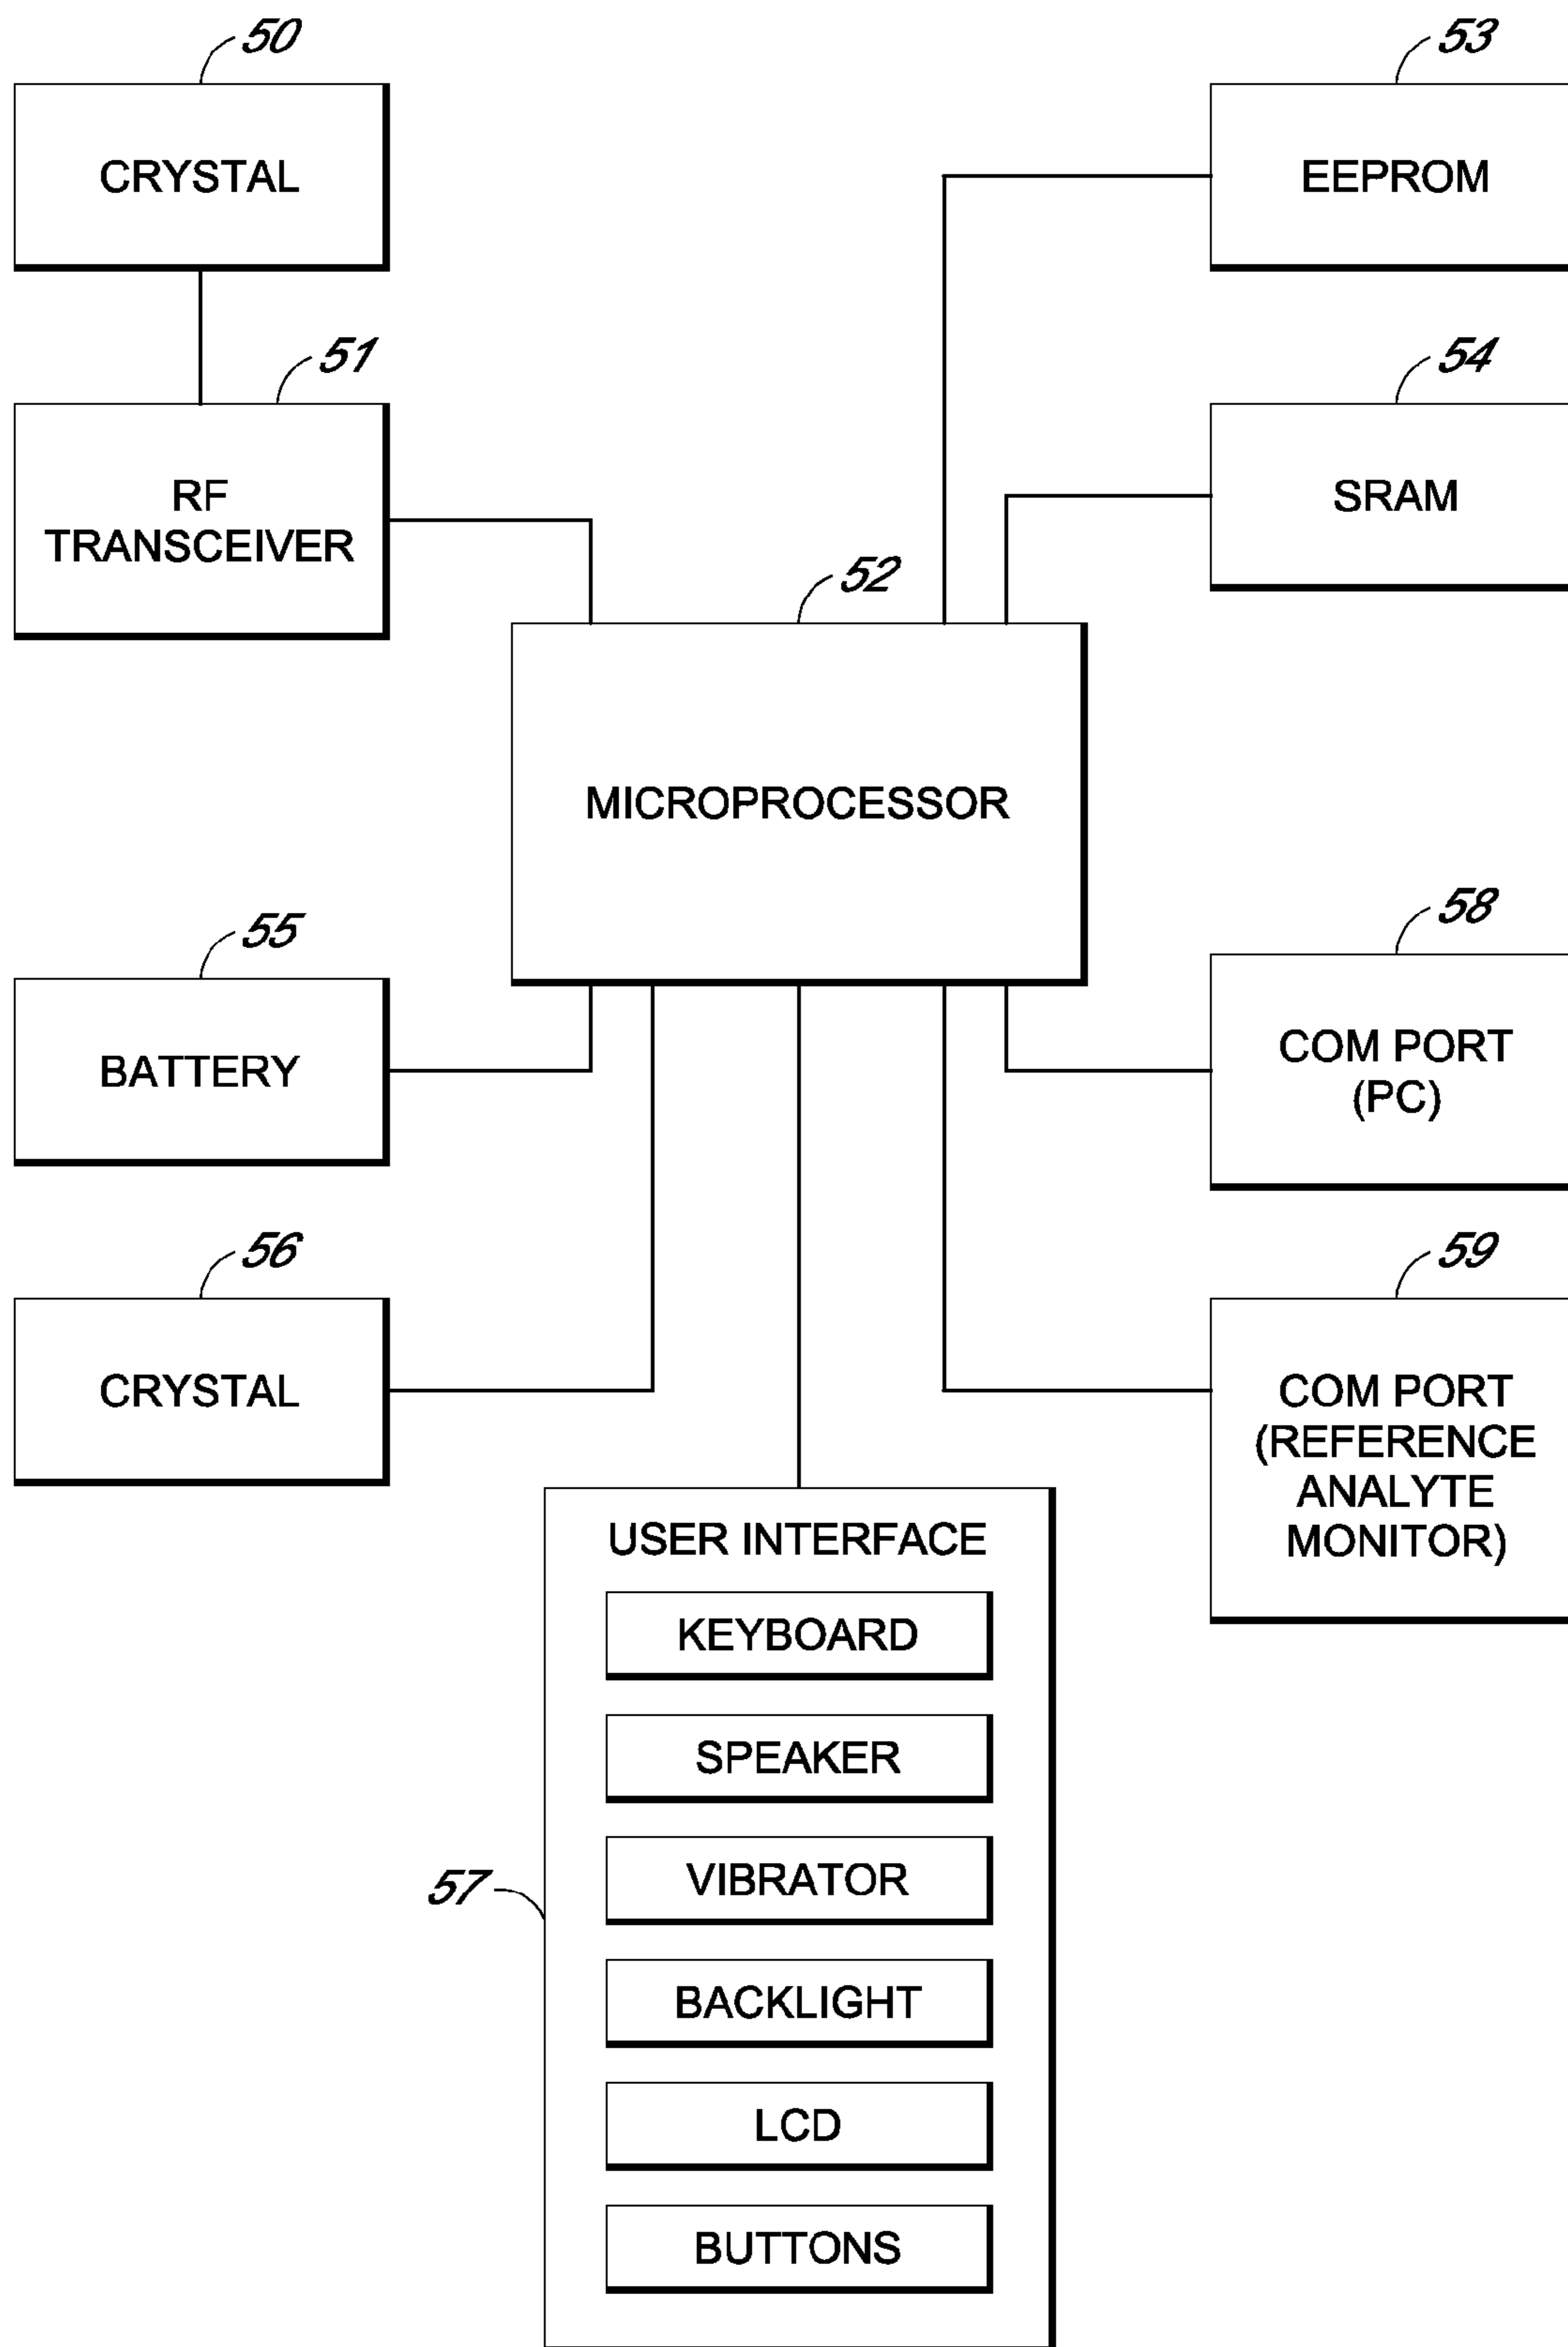 50
CRYSTAL
53
EEPROM
51
RF
TRANSCEIVER
54
SRAM
52
MICROPROCESSOR
55
BATTERY
58
COM PORT
(PC)
56
CRYSTAL
59
COM PORT
(REFERENCE
ANALYTE
MONITOR)
57
USER INTERFACE
KEYBOARD
SPEAKER
VIBRATOR
BACKLIGHT
LCD
BUTTONS